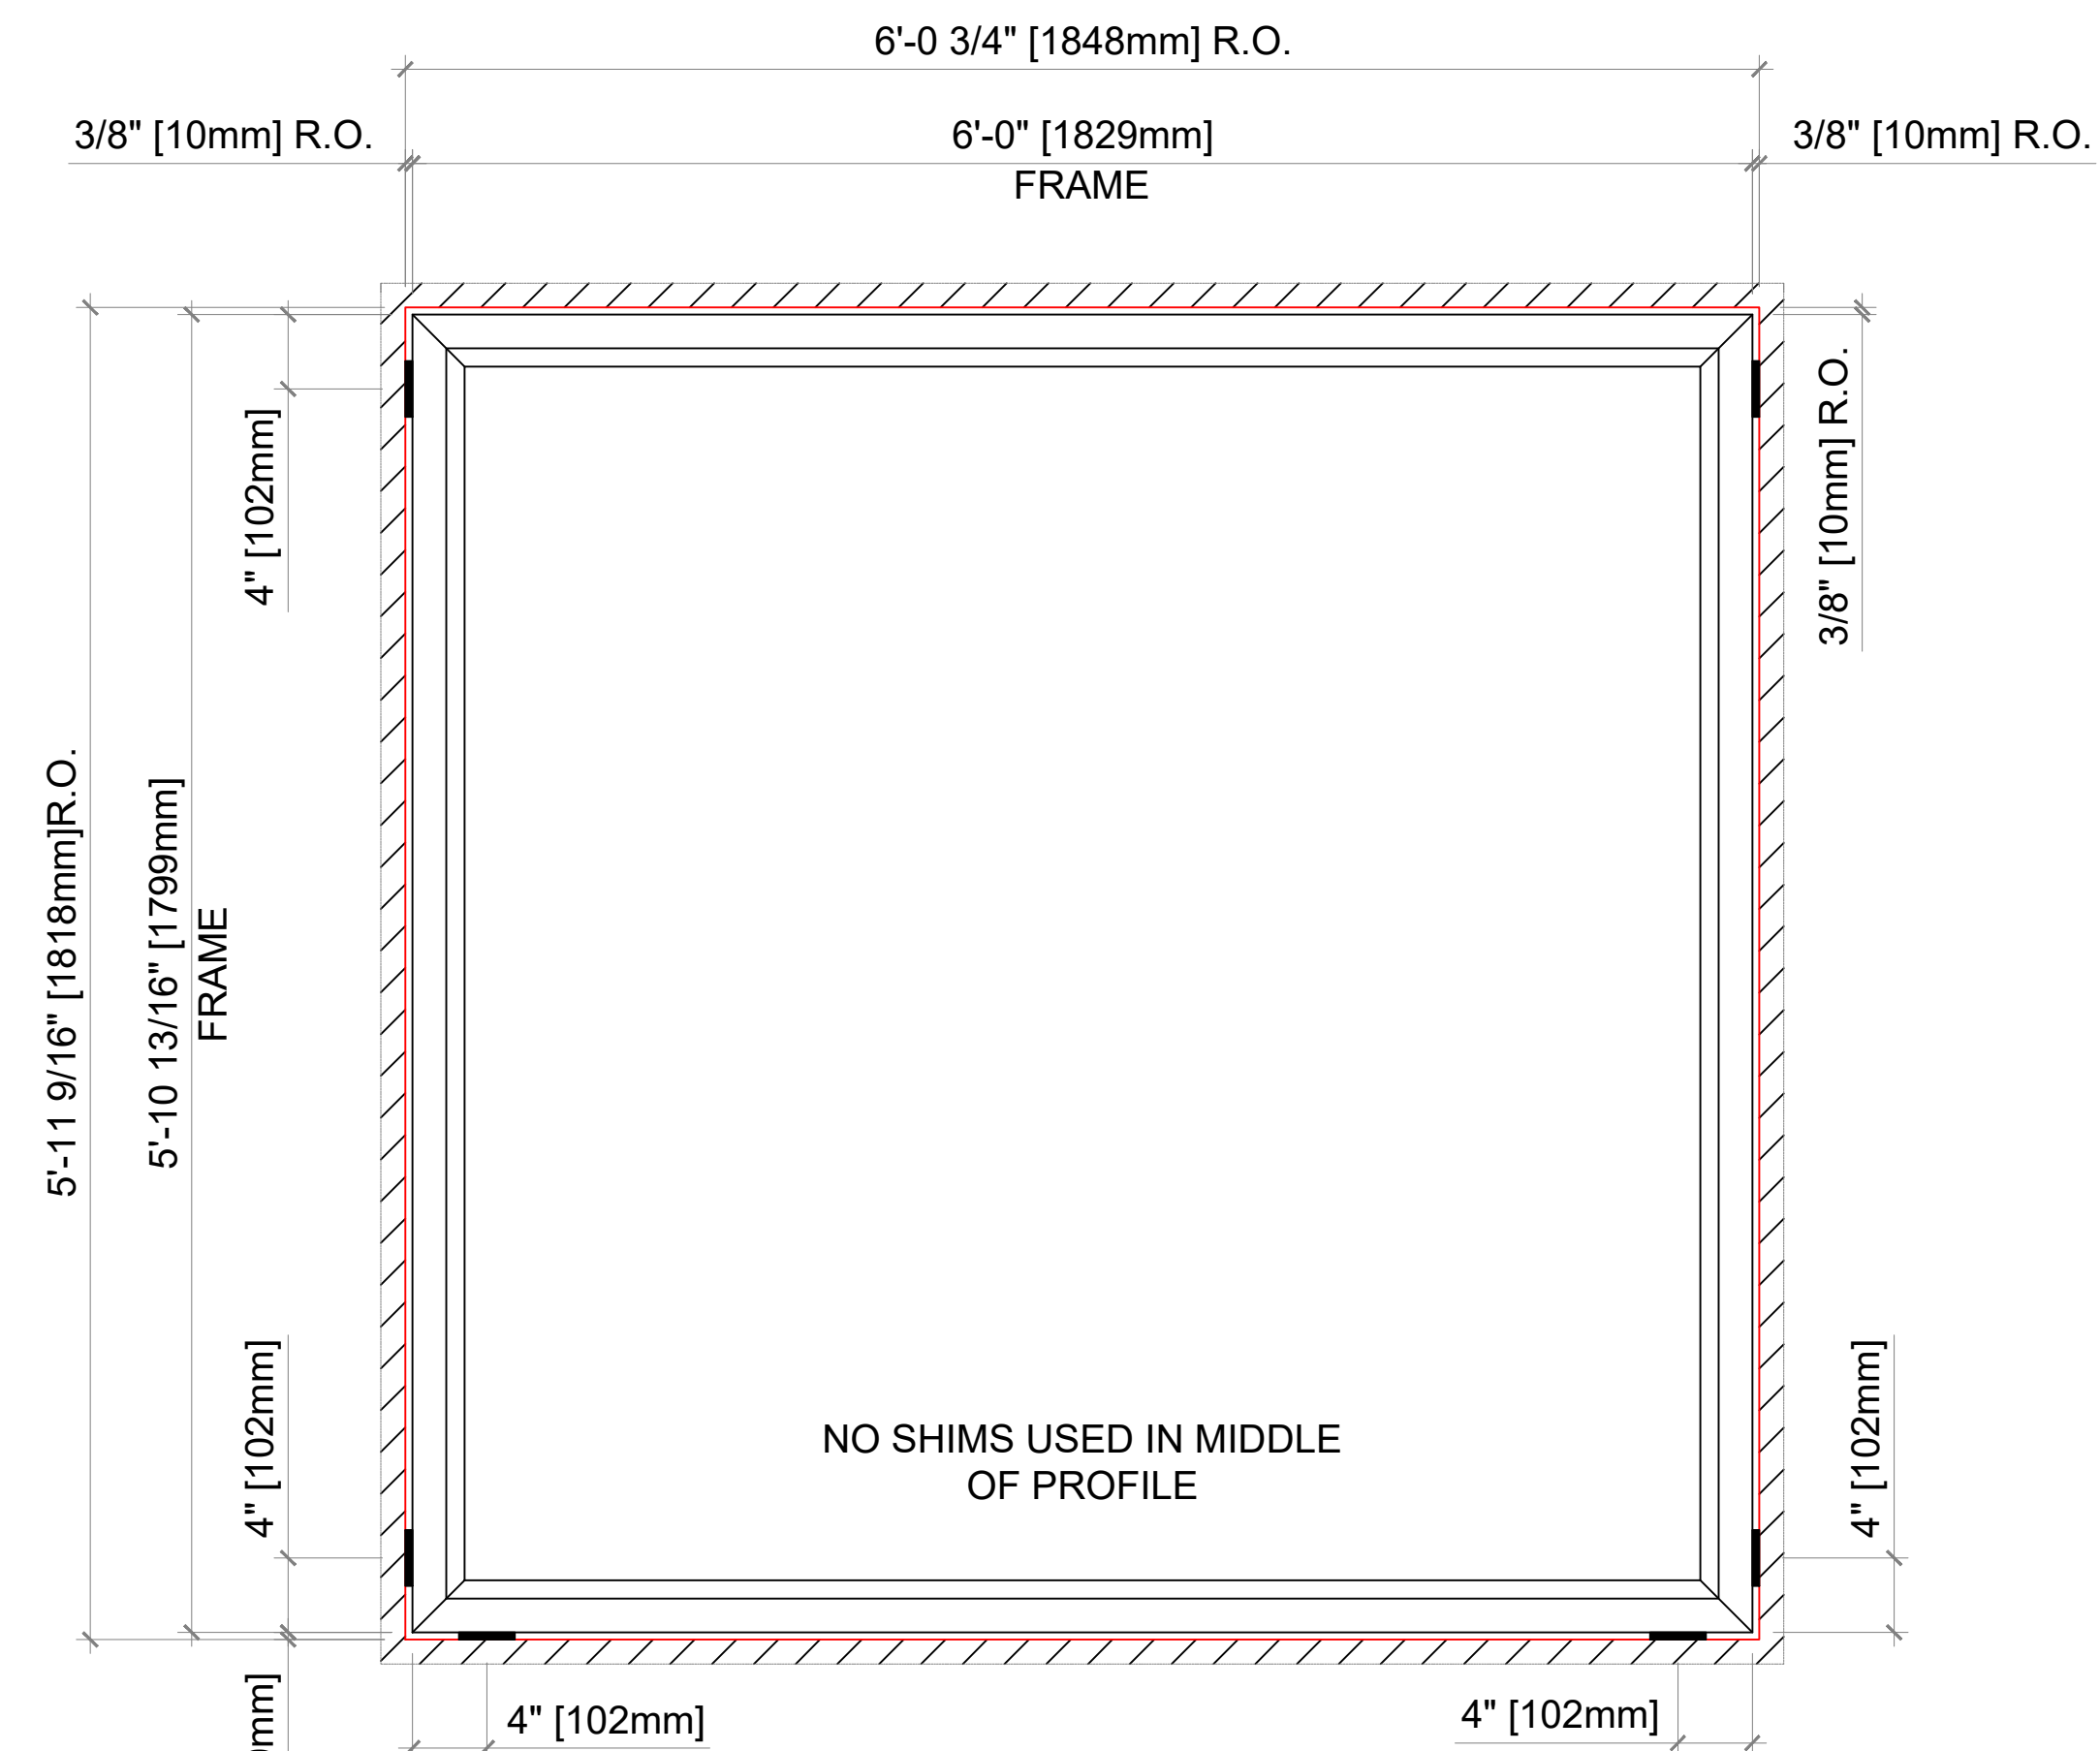 6'-0 3/4" [1848mm] R.O.
3/8" [10mm] R.O.
6'-0" [1829mm]
3/8" [10mm] R.O.
FRAME
4" [102mm]
3/8" [10mm] R.O.
5'-11 9/16" [1818mm]R.O.
5'-10 13/16" [1799mm]
FRAME
4" [102mm]
4" [102mm]
NO SHIMS USED IN MIDDLE
OF PROFILE
4" [102mm]
4" [102mm]